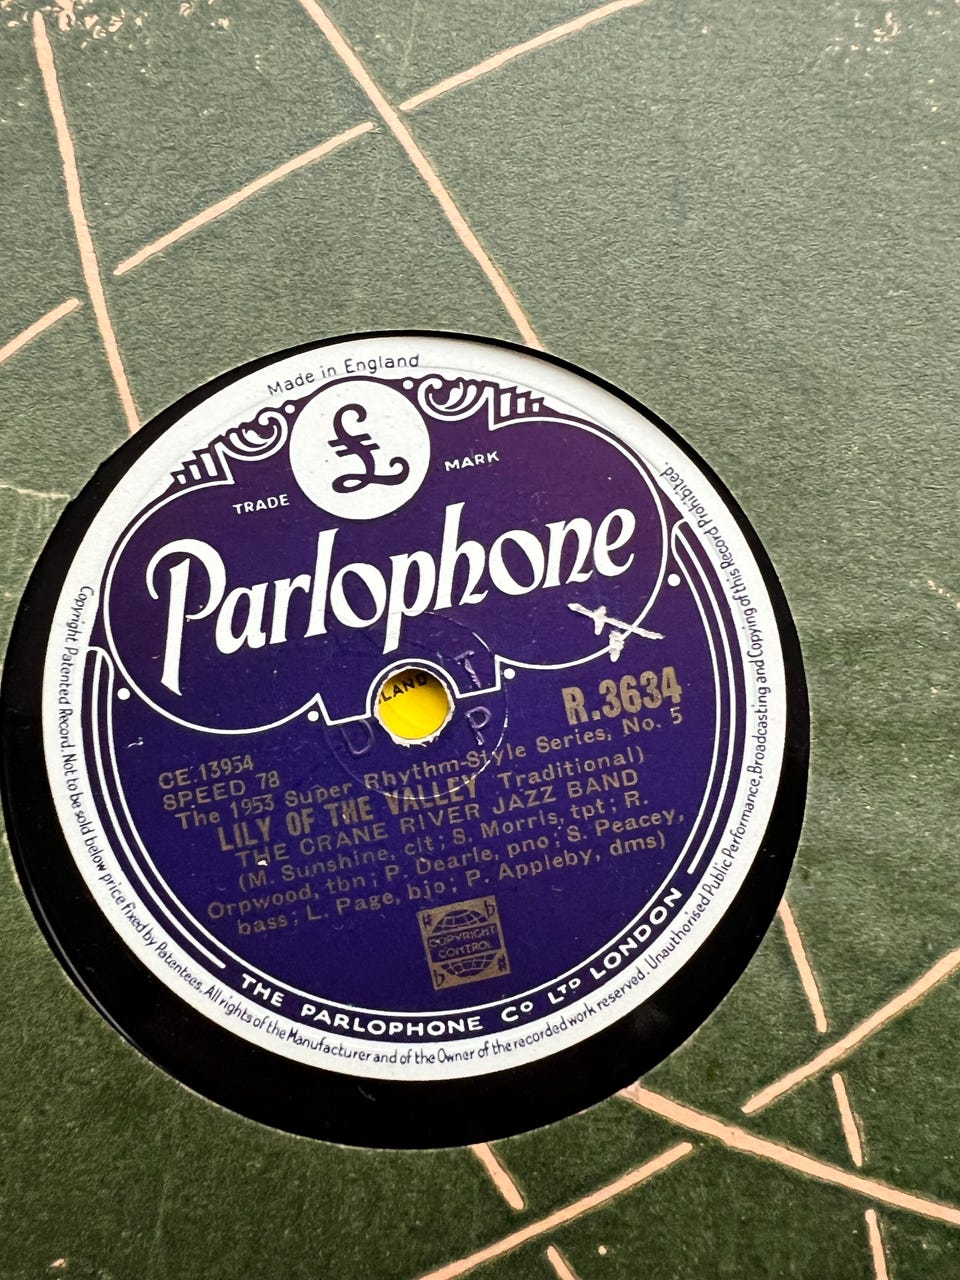 Made in England
£
TRADE MARK
Parlophone
LAND
R.3634
CE.13954
SPEED 78
The 1953 Super Rhythm-Style Series, No. 5
LILY OF THE VALLEY Traditional)
THE CRANE RIVER JAZZ BAND
(M. Sunshine, clt; S. Morris, tpt; R.
Orpwood, tbn; P. Dearle, pno; S. Peacey,
bass; L. Page, bjo; P. Appleby, dms)
COPYRIGHT
CONTROL
THE PARLOPHONE CO LTD LONDON
Copyright Patented Record. Not to be sold below price fixed by Patentees. All rights of the Manufacturer and of the Owner of the recorded work reserved. Unauthorised Public Performance, Broadcasting and Copying of this Record Prohibited.